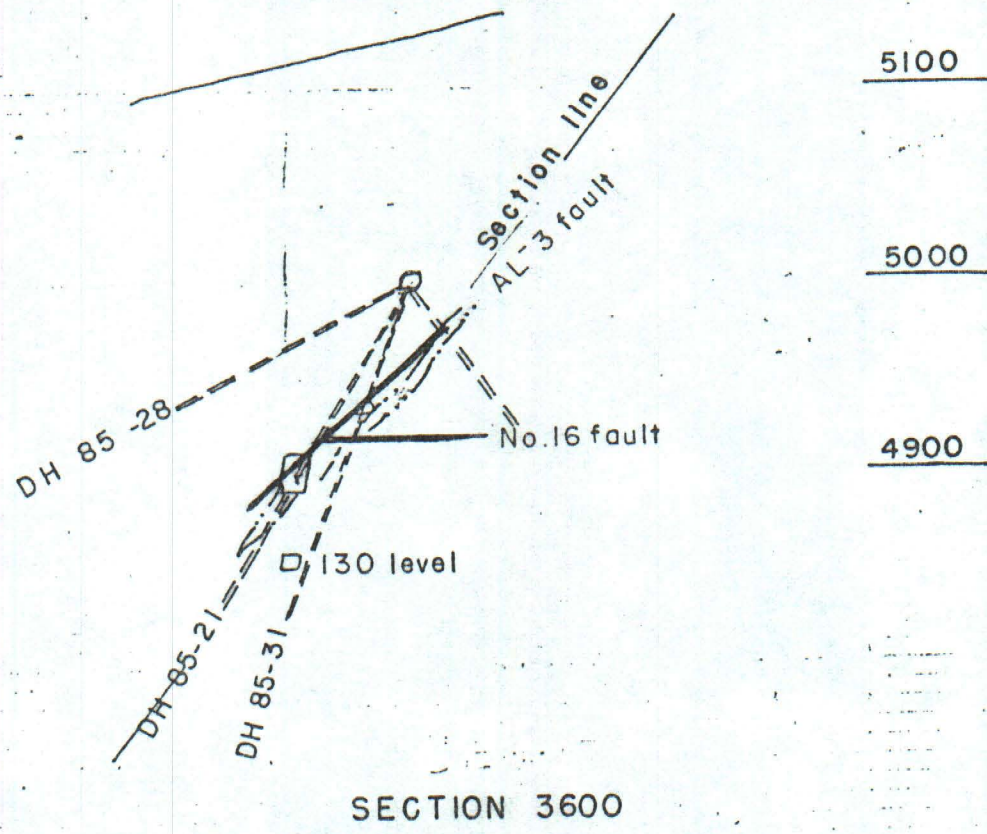 5100
Section line
AL-3 fault
5000
DH 85-28
No.16 fault
4900
130 level
DH 85-21
DH 85-31
SECTION 3600